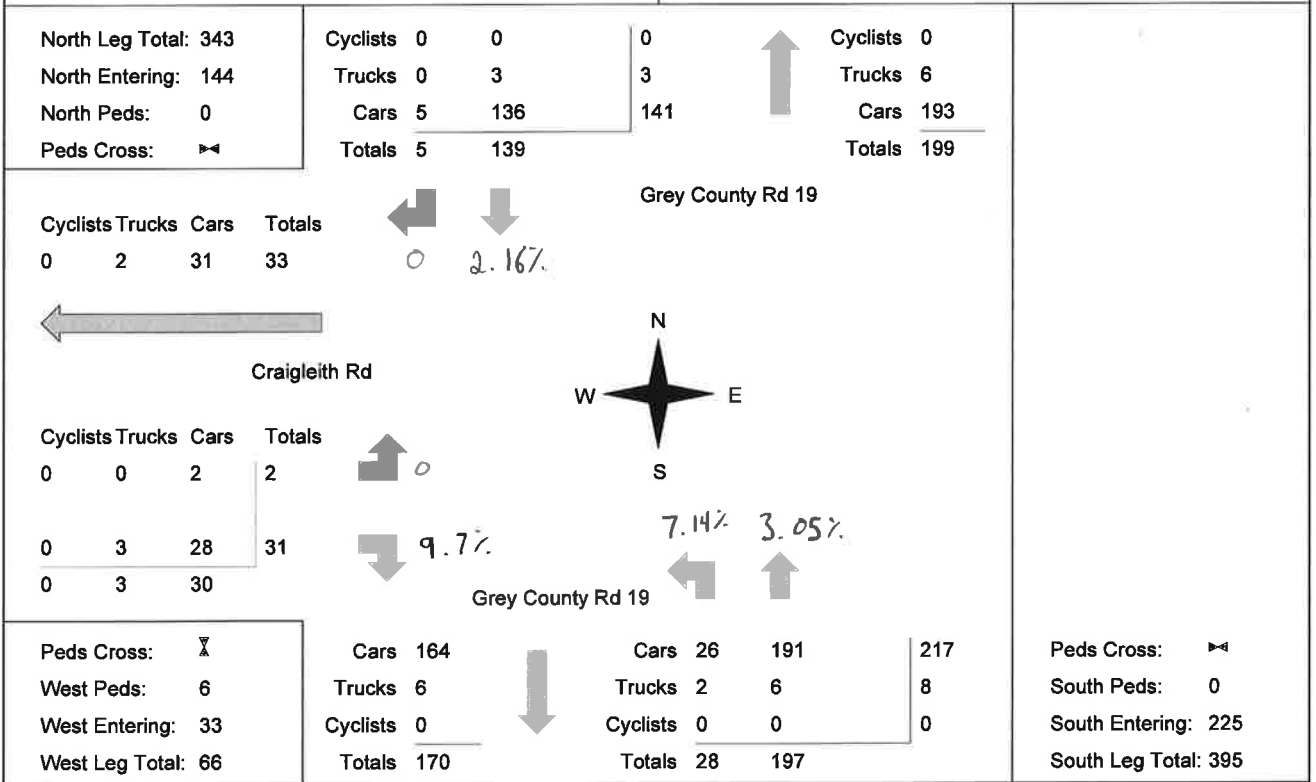 North Leg Total: 343
North Entering: 144
North Peds: 0
Peds Cross:
Cyclists 0 0 0
Trucks 0 3 3
Cars 5 136 141
Totals 5 139
Cyclists 0
Trucks 6
Cars 193
Totals 199
Grey County Rd 19
Cyclists Trucks Cars Totals
0 2 31 33
0 2.16%
Craigleith Rd
N
W E
S
Cyclists Trucks Cars Totals
0 0 2 2
0
0 3 28 31
9.7%
0 3 30
7.14% 3.05%
Grey County Rd 19
Peds Cross:
West Peds: 6
West Entering: 33
West Leg Total: 66
Cars 164
Trucks 6
Cyclists 0
Totals 170
Cars 26 191 217
Trucks 2 6 8
Cyclists 0 0 0
Totals 28 197
Peds Cross:
South Peds: 0
South Entering: 225
South Leg Total: 395